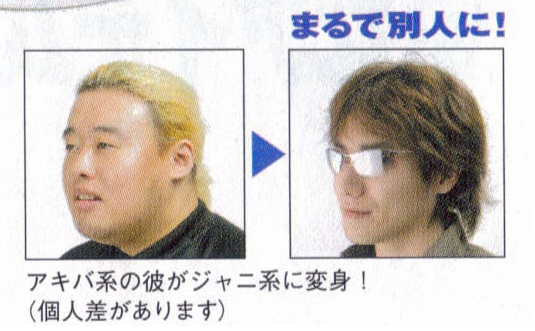 まるで別人に!
アキバ系の彼がジャニ系に変身！
（個人差があります）